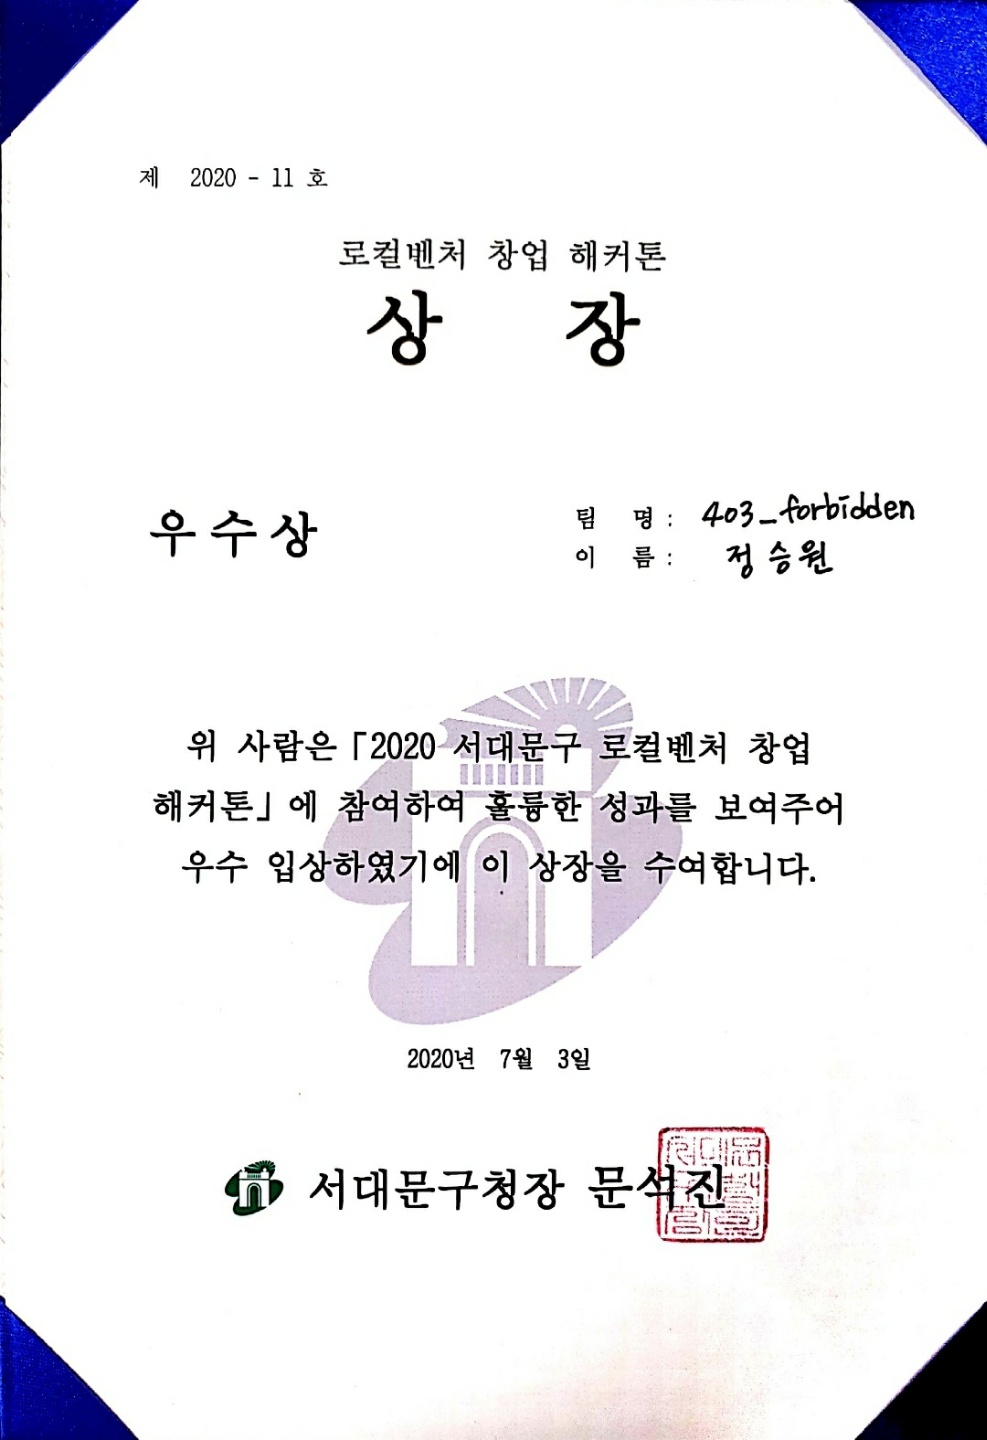 제 2020 - 11 호
로컬벤처 창업 해커톤
상 장
우수상
팀 명 : 403_forbidden
이 름 : 정승원
위 사람은 「2020 서대문구 로컬벤처 창업
해커톤」에 참여하여 훌륭한 성과를 보여주어
우수 입상하였기에 이 상장을 수여합니다.
2020년 7월 3일
서대문구청장 문석진